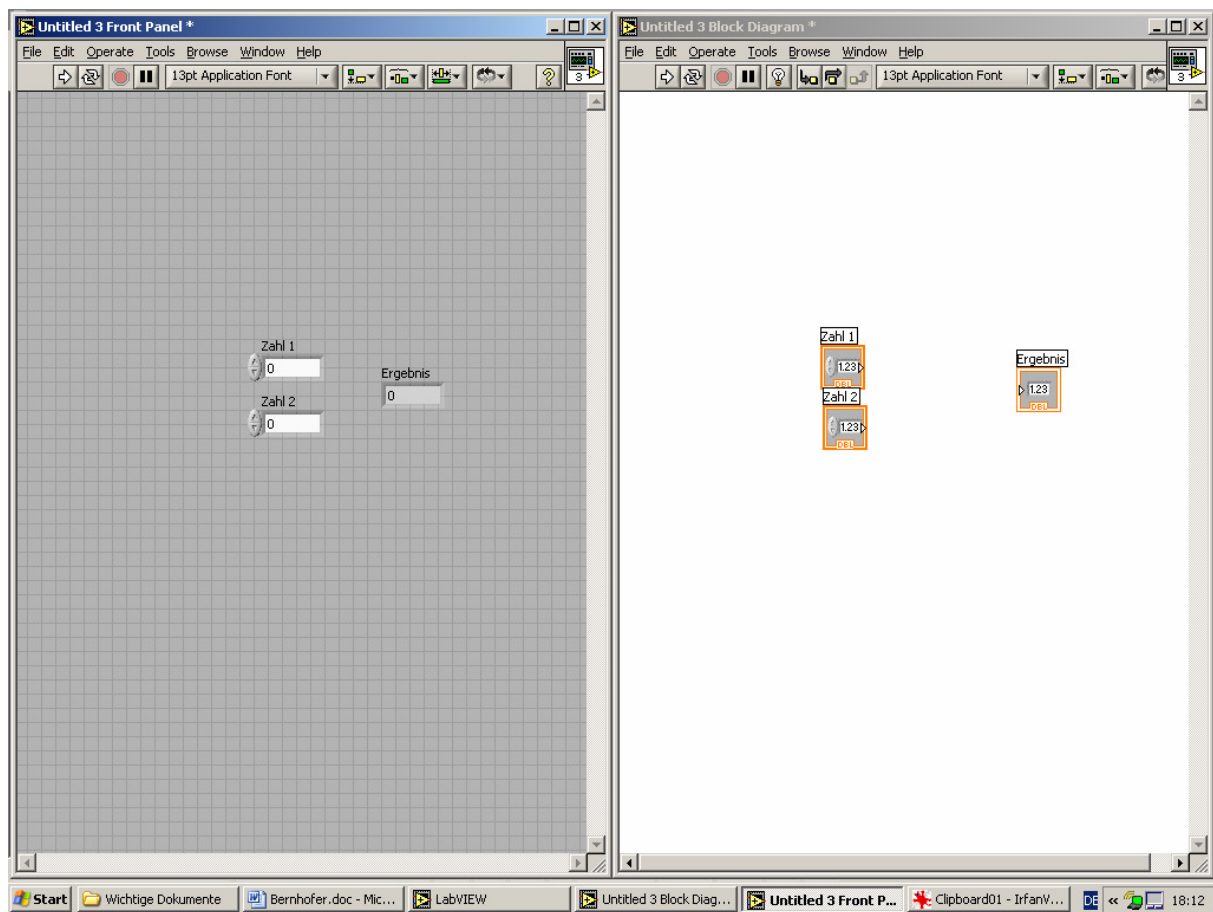 Untitled 3 Front Panel *
File Edit Operate Tools Browse Window Help
13pt Application Font
3
Zahl 1
0
Ergebnis
0
Zahl 2
0
Untitled 3 Block Diagram *
File Edit Operate Tools Browse Window Help
13pt Application Font
3
Zahl 1
1.23
DBL
Zahl 2
1.23
DBL
Ergebnis
1.23
DBL
Start Wichtige Dokumente Bernhofer.doc - Mic... LabVIEW Untitled 3 Block Diag... Untitled 3 Front P... Clipboard01 - IrfanV... DE « 18:12